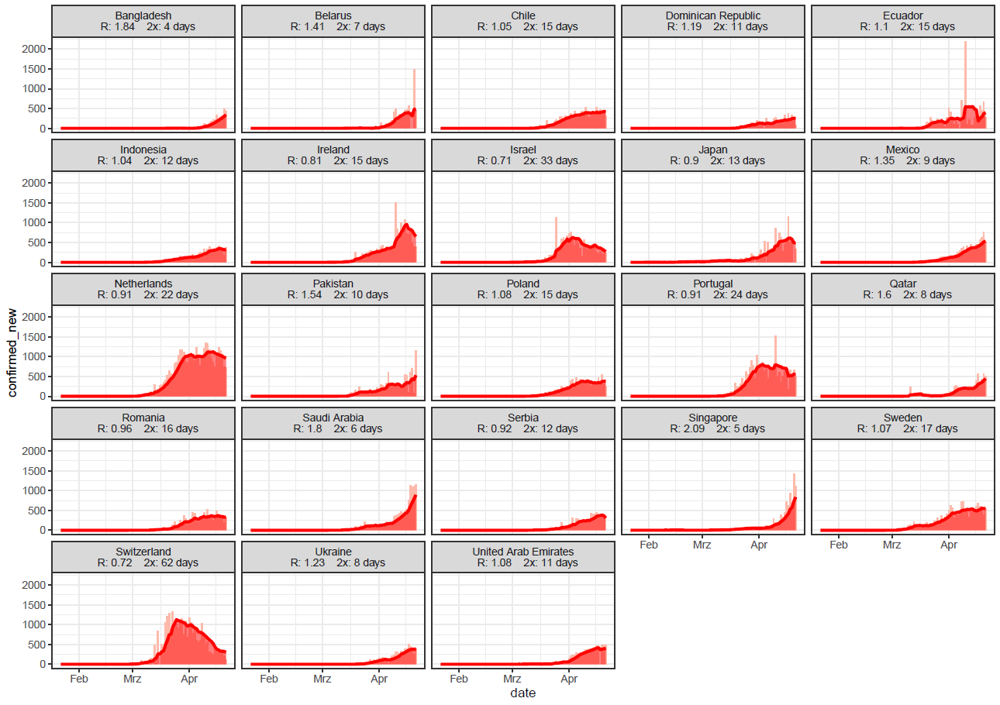 Bangladesh
R: 1.84 2x: 4 days
Belarus
R: 1.41 2x: 7 days
Chile
R: 1.05 2x: 15 days
Dominican Republic
R: 1.19 2x: 11 days
Ecuador
R: 1.1 2x: 15 days
2000
1500
1000
500
0
Indonesia
R: 1.04 2x: 12 days
Ireland
R: 0.81 2x: 15 days
Israel
R: 0.71 2x: 33 days
Japan
R: 0.9 2x: 13 days
Mexico
R: 1.35 2x: 9 days
2000
1500
1000
500
0
Netherlands
R: 0.91 2x: 22 days
Pakistan
R: 1.54 2x: 10 days
Poland
R: 1.08 2x: 15 days
Portugal
R: 0.91 2x: 24 days
Qatar
R: 1.6 2x: 8 days
confirmed_new
2000
1500
1000
500
0
Romania
R: 0.96 2x: 16 days
Saudi Arabia
R: 1.8 2x: 6 days
Serbia
R: 0.92 2x: 12 days
Singapore
R: 2.09 2x: 5 days
Sweden
R: 1.07 2x: 17 days
2000
1500
1000
500
0
Feb Mrz Apr
Feb Mrz Apr
Switzerland
R: 0.72 2x: 62 days
Ukraine
R: 1.23 2x: 8 days
United Arab Emirates
R: 1.08 2x: 11 days
2000
1500
1000
500
0
Feb Mrz Apr
Feb Mrz Apr
Feb Mrz Apr
date